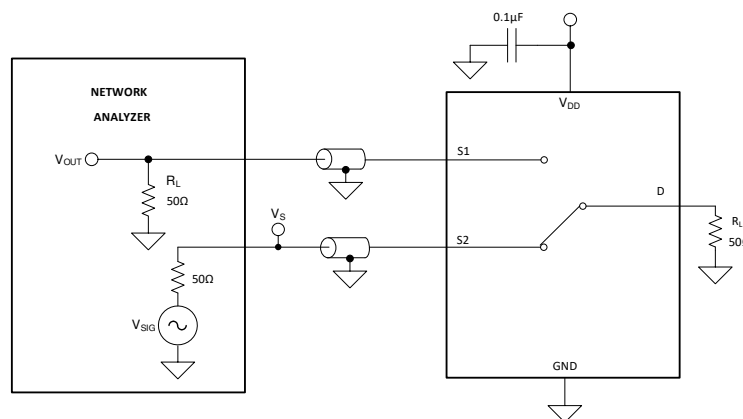 0.1µF
NETWORK
ANALYZER
VDD
VOUT
S1
RL
50Ω
D
VS
S2
RL
50Ω
VSIG
GND